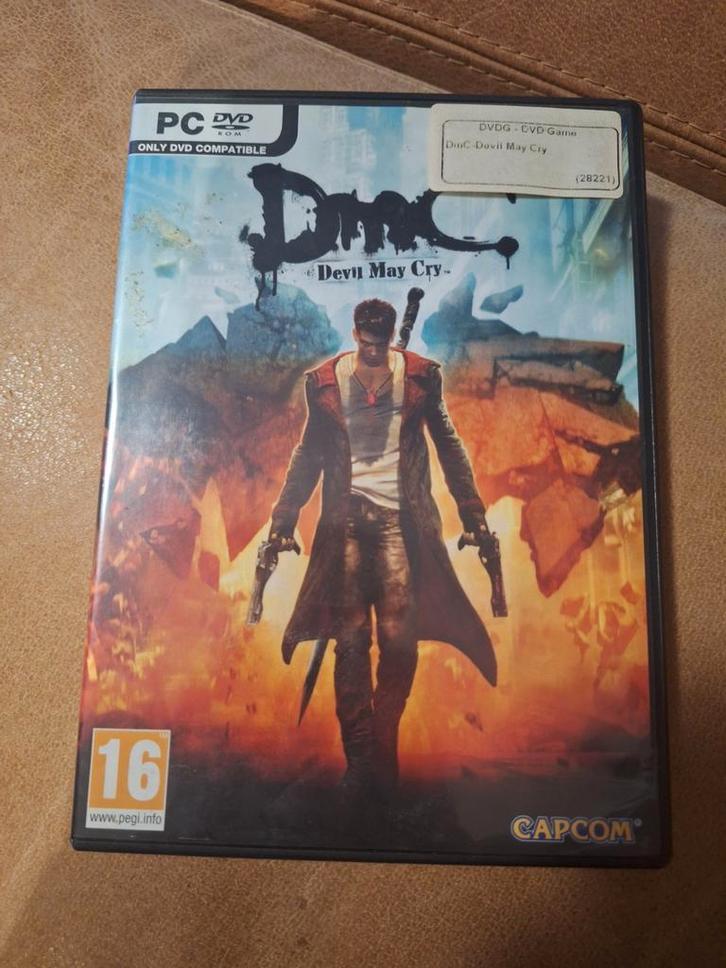 PC DVD
ROM
ONLY DVD COMPATIBLE
DVDG - DVD Game
DmC-Devil May Cry
(28221)
DmC
Devil May Cry™
16
www.pegi.info
CAPCOM®